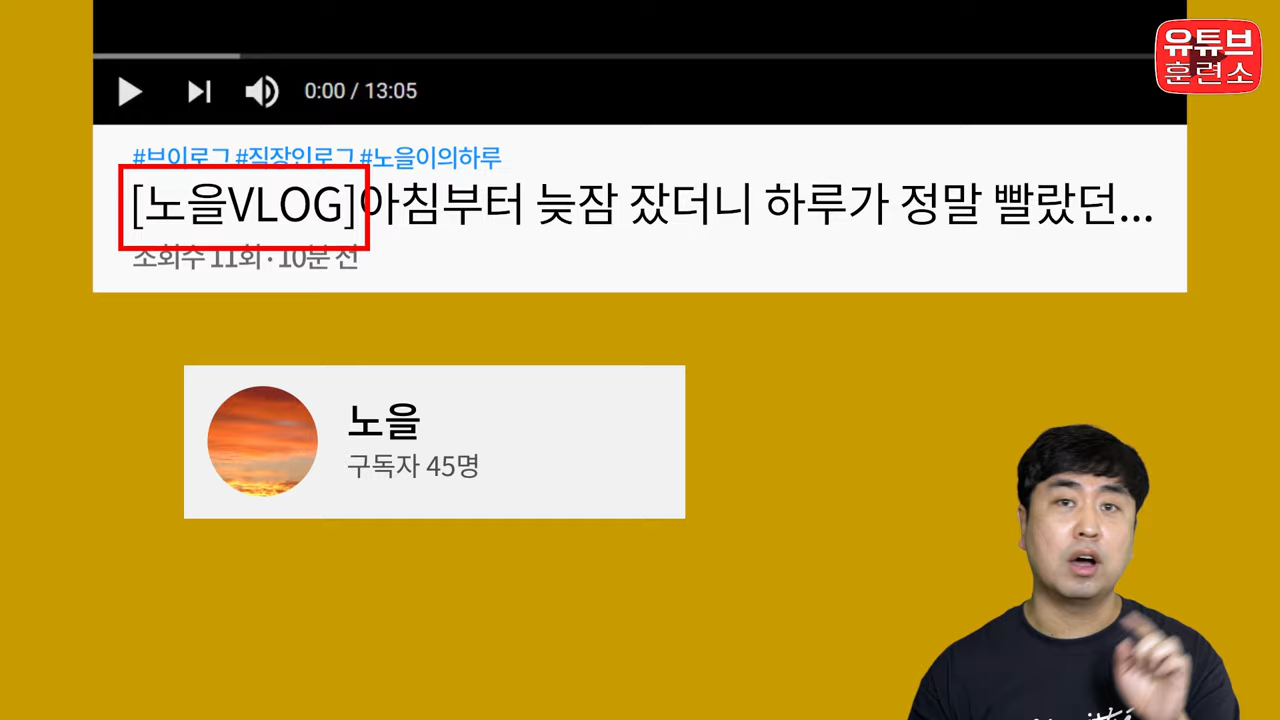 유튜브
훈련소
0:00 / 13:05
#브이로그 #직장인로그 #노을이의하루
[노을VLOG]아침부터 늦잠 잤더니 하루가 정말 빨랐던...
조회수 11회 · 10분 전
노을
구독자 45명